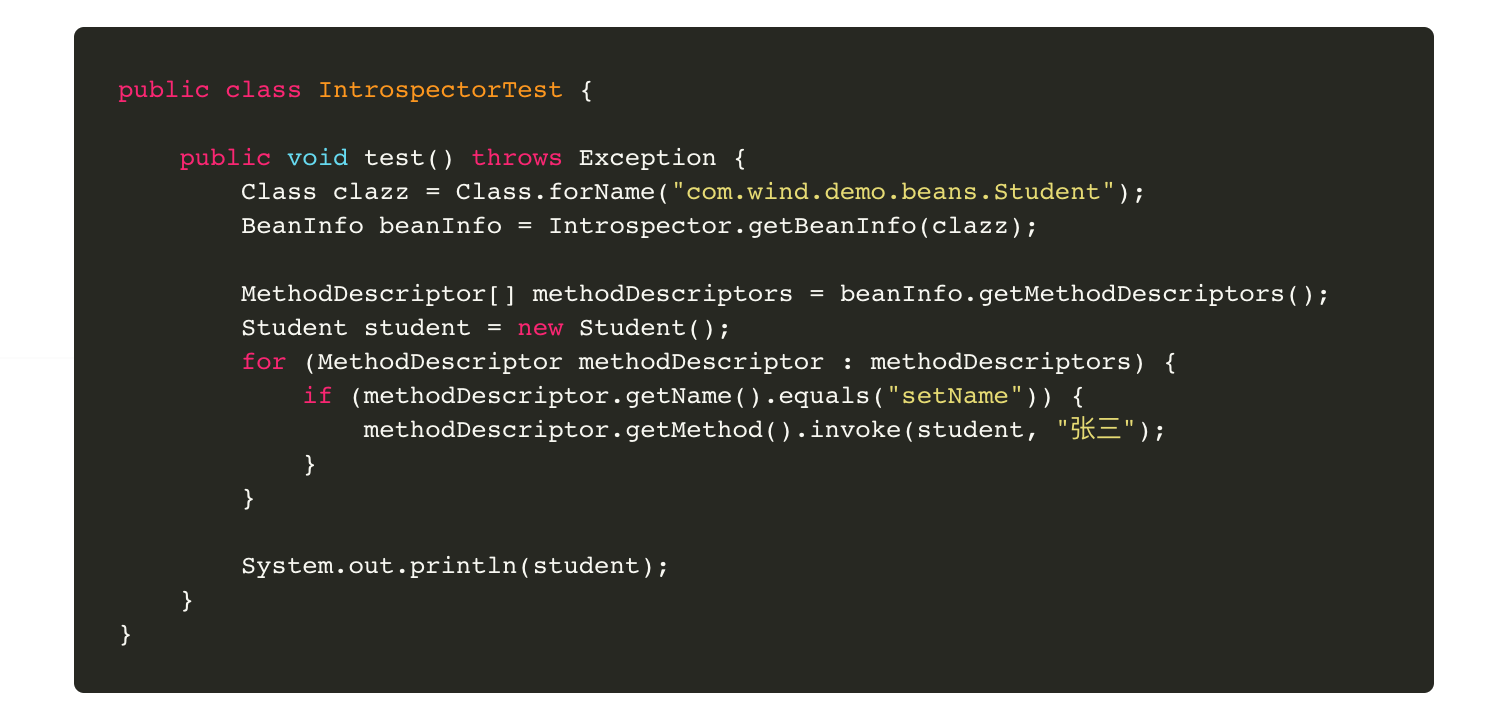 public class IntrospectorTest {
public void test() throws Exception {
Class clazz = Class.forName("com.wind.demo.beans.Student");
BeanInfo beanInfo = Introspector.getBeanInfo(clazz);
MethodDescriptor[] methodDescriptors = beanInfo.getMethodDescriptors();
Student student = new Student();
for (MethodDescriptor methodDescriptor : methodDescriptors) {
if (methodDescriptor.getName().equals("setName")) {
methodDescriptor.getMethod().invoke(student, "张三");
}
}
System.out.println(student);
}
}